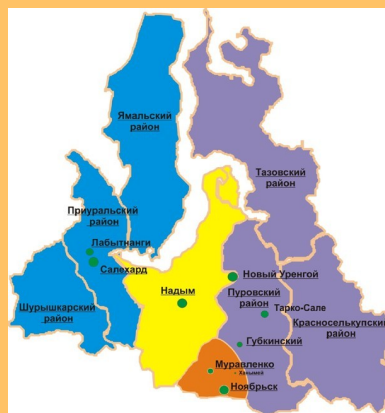 Ямальский
район
Тазовский
район
Приуральский
район
Лабытнанги
Салехард
Новый Уренгой
Надым
Пуровский
район
Тарко-Сале
Шурышкарский
район
Красноселькупский
район
Губкинский
Муравленко
Ханымей
Ноябрьск